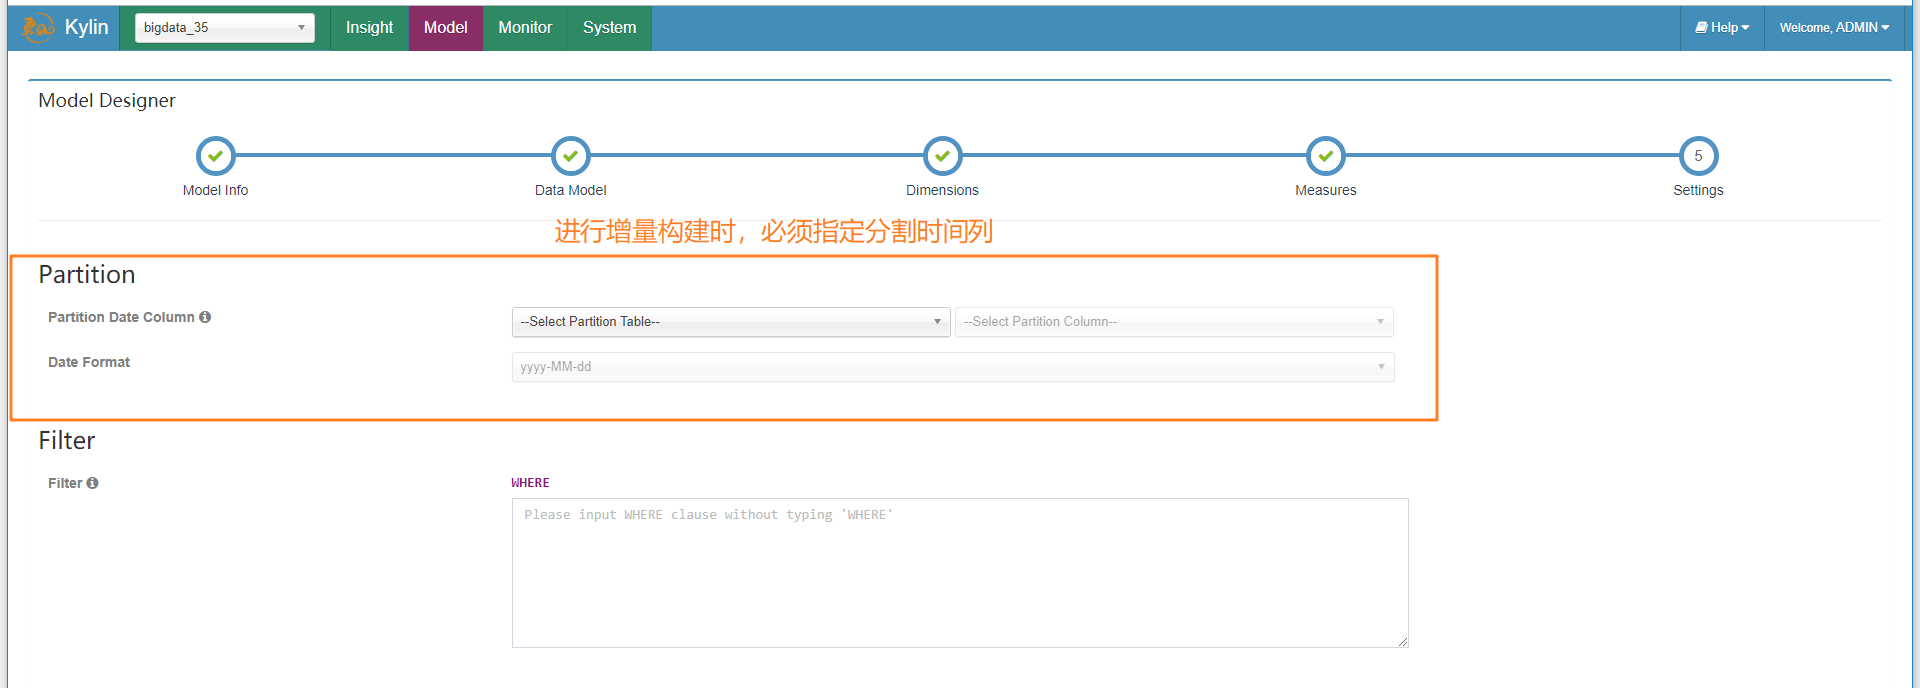 Kylin bigdata_35 Insight Model Monitor System Help Welcome, ADMIN
Model Designer
5
Model Info Data Model Dimensions Measures Settings
进行增量构建时，必须指定分割时间列
Partition
Partition Date Column --Select Partition Table-- --Select Partition Column--
Date Format yyyy-MM-dd
Filter
Filter WHERE
Please input WHERE clause without typing 'WHERE'